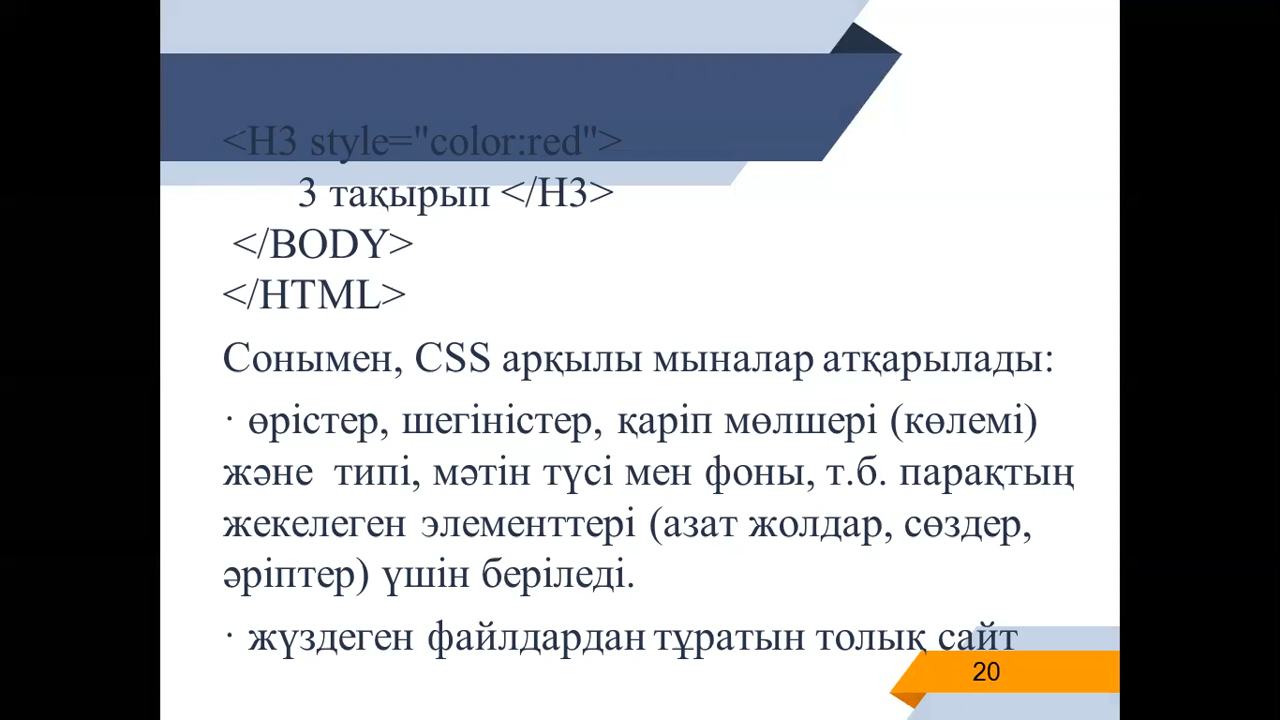 <H3 style="color:red">
3 тақырып </H3>
</BODY>
</HTML>
Сонымен, CSS арқылы мыналар атқарылады:
· өрістер, шегіністер, қаріп мөлшері (көлемі)
және типі, мәтін түсі мен фоны, т.б. парақтың
жекелеген элементтері (азат жолдар, сөздер,
әріптер) үшін беріледі.
· жүздеген файлдардан тұратын толық сайт
20